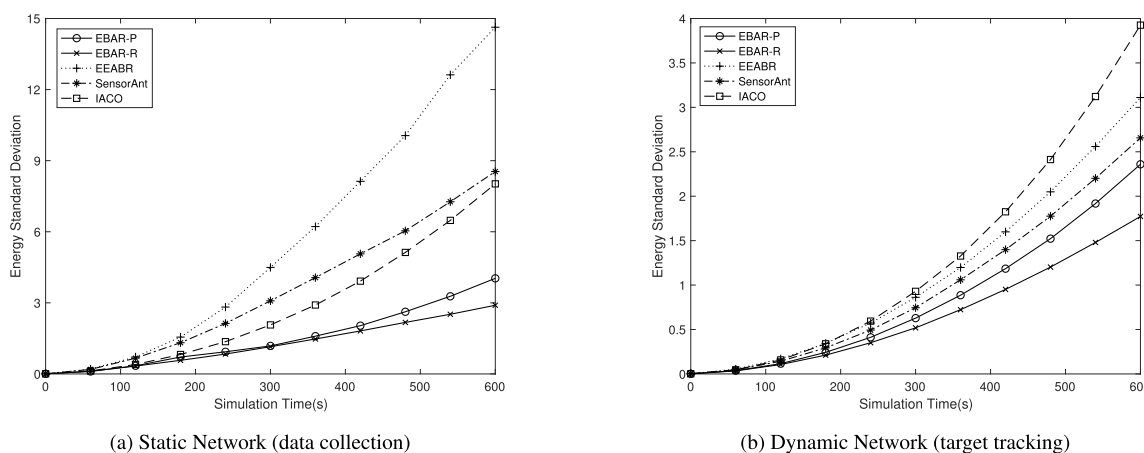 15
12
9
6
3
0
Energy Standard Deviation
EBAR-P
EBAR-R
EEABR
SensorAnt
IACO
0 100 200 300 400 500 600
Simulation Time(s)
(a) Static Network (data collection)
4
3.5
3
2.5
2
1.5
1
0.5
0
Energy Standard Deviation
EBAR-P
EBAR-R
EEABR
SensorAnt
IACO
0 100 200 300 400 500 600
Simulation Time(s)
(b) Dynamic Network (target tracking)